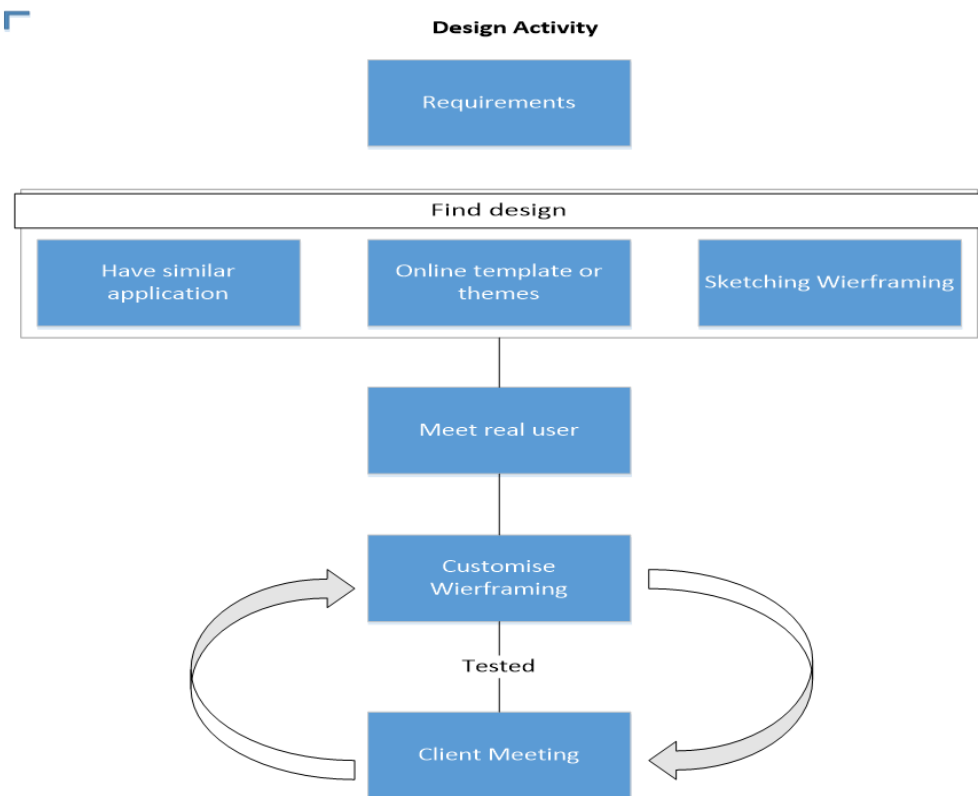 Design Activity
Requirements
Find design
Have similar
application
Online template or
themes
Sketching Wierframing
Meet real user
Customise
Wierframing
Tested
Client Meeting